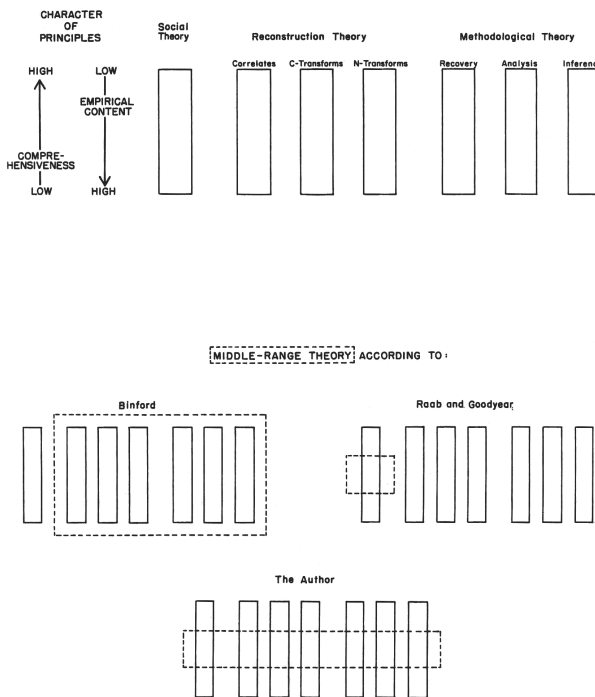 CHARACTER
OF
PRINCIPLES
Social
Theory
Reconstruction Theory
Methodological Theory
HIGH
LOW
Correlates
C-Transforms
N-Transforms
Recovery
Analysis
Inferenc
EMPIRICAL
CONTENT
COMPRE-
HENSIVENESS
LOW
HIGH
MIDDLE-RANGE THEORY ACCORDING TO:
Binford
Raab and Goodyear
The Author